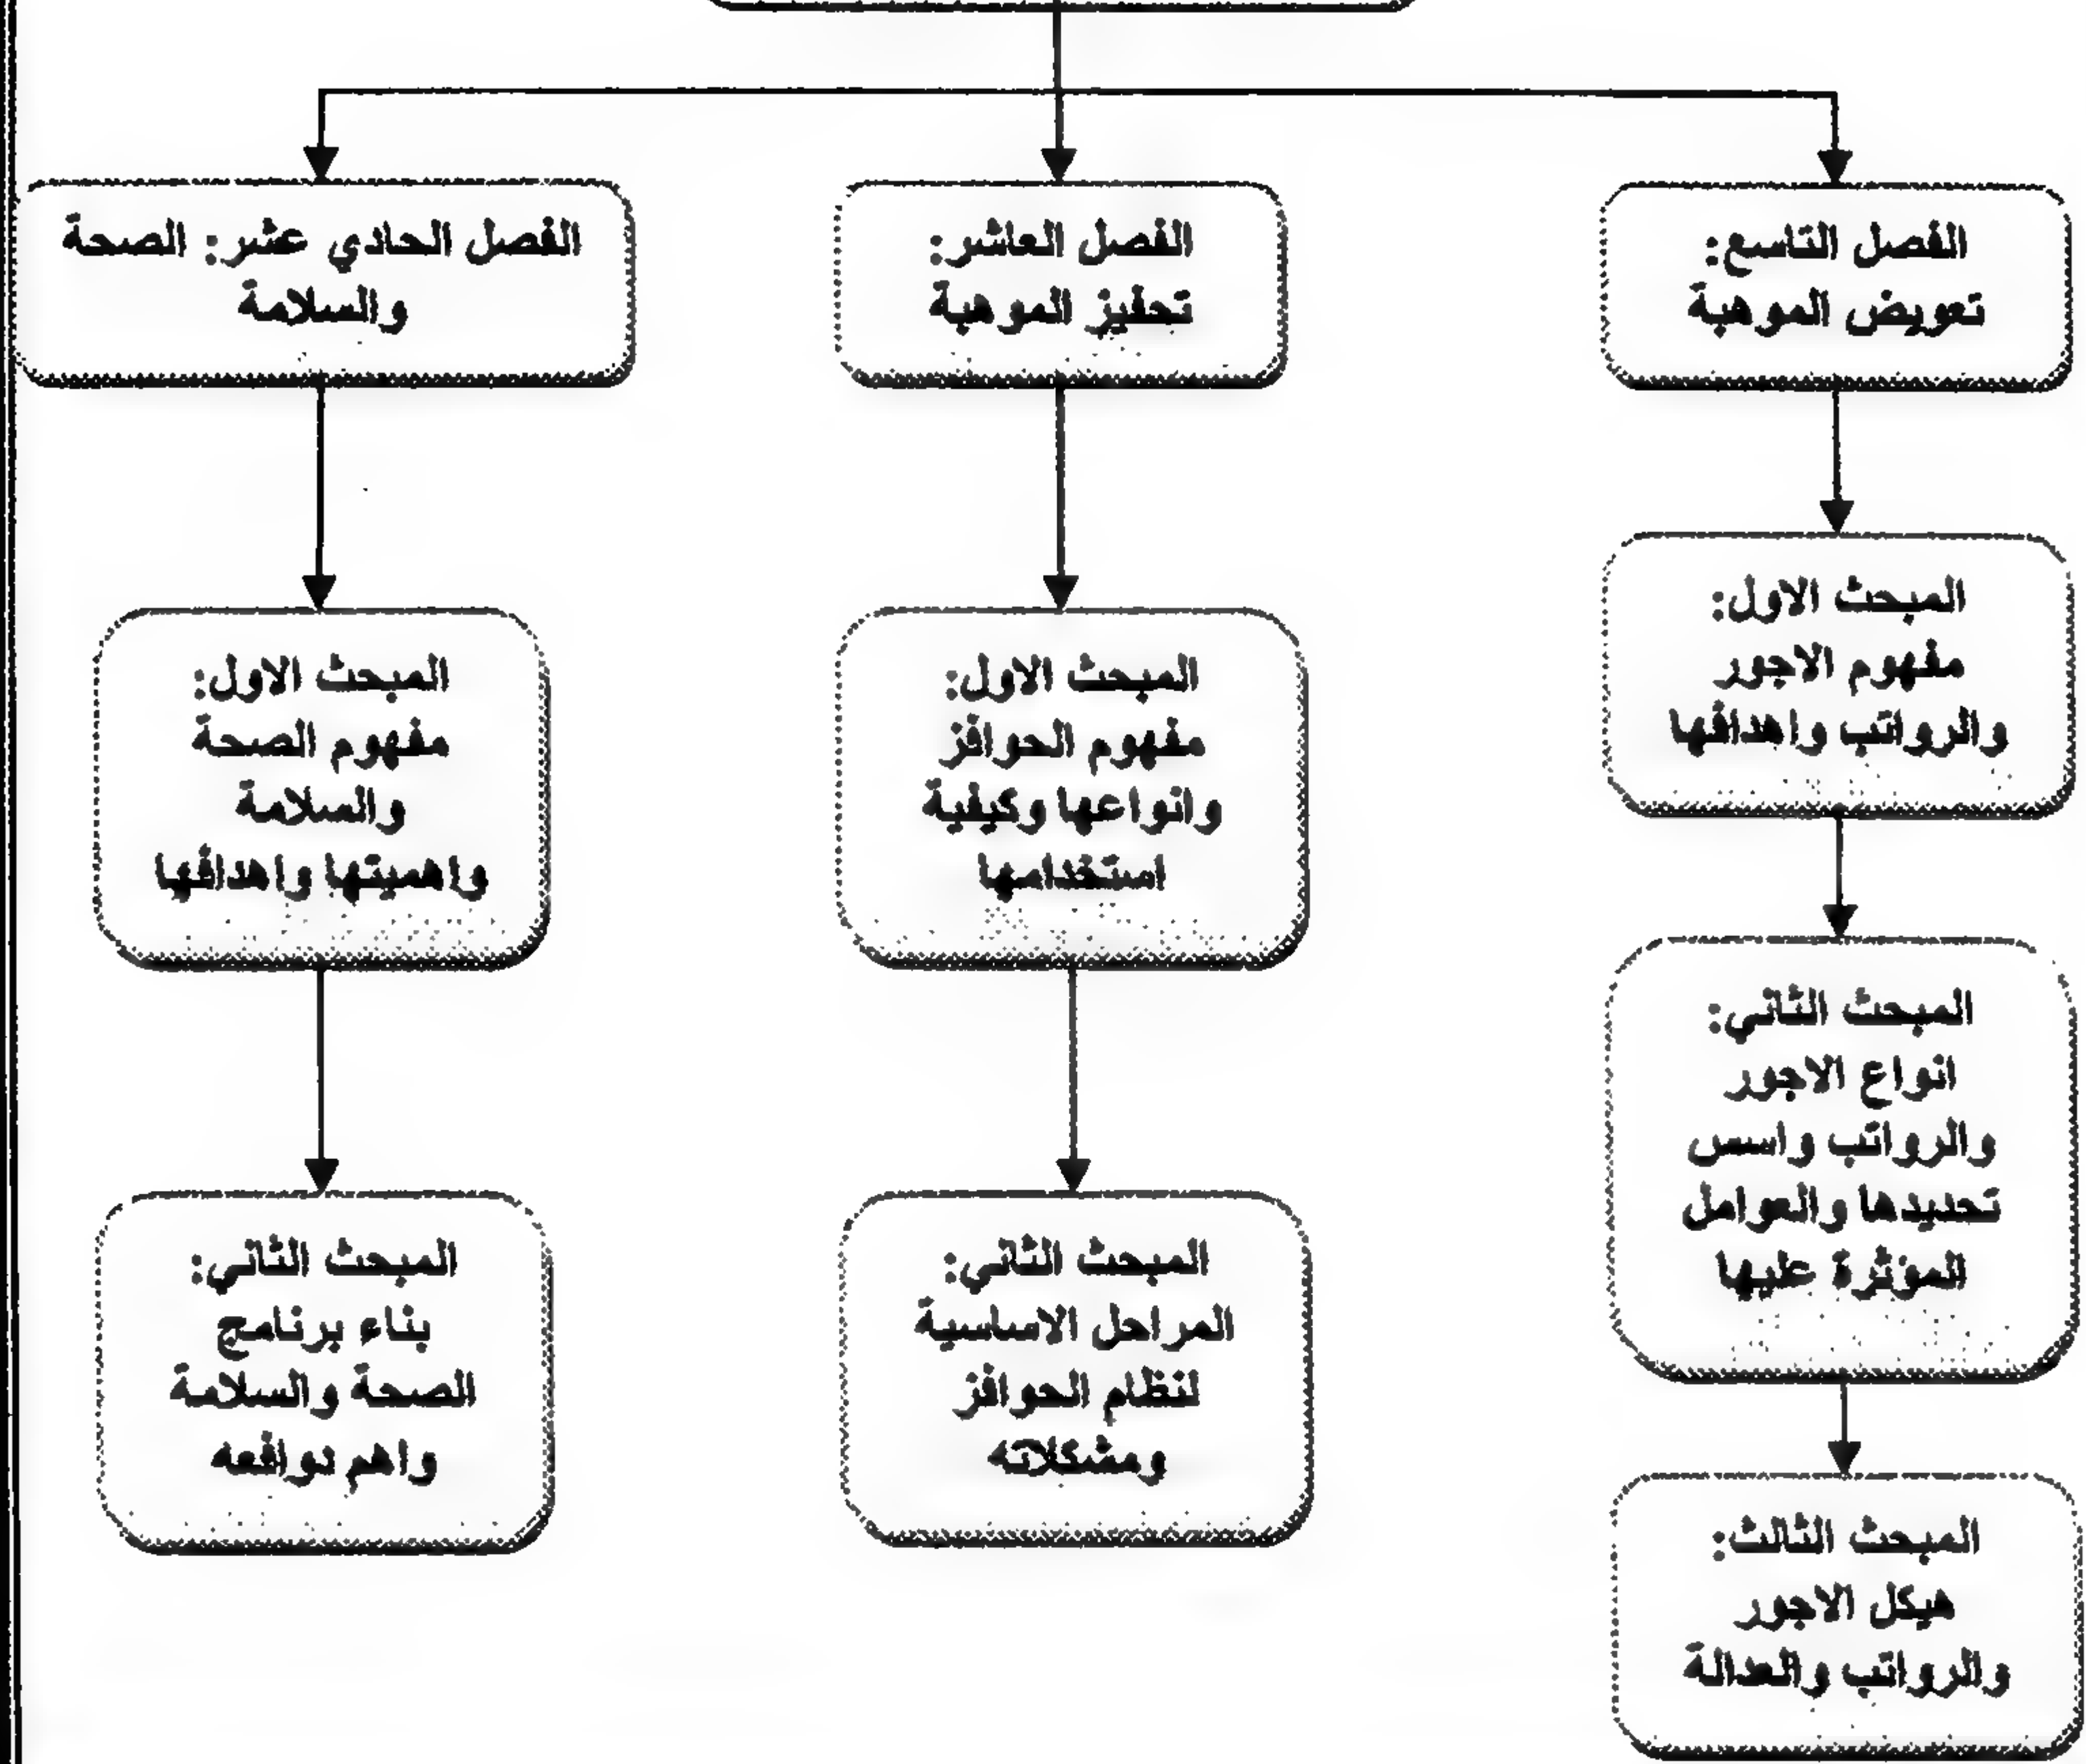 الفصل التاسع:
تعويض الموهبة
المبحث الاول:
مفهوم الاجور
والرواتب واهدافها
المبحث الثاني:
انواع الاجور
والرواتب واسس
تحديدها والعوامل
المؤثرة عليها
المبحث الثالث:
هيكل الاجور
والرواتب والعدالة
الفصل العاشر:
تحفيز الموهبة
المبحث الاول:
مفهوم الحوافز
وانواعها وكيفية
استخدامها
المبحث الثاني:
المراحل الاساسية
لنظام الحوافز
ومشكلاته
الفصل الحادي عشر: الصحة
والسلامة
المبحث الاول:
مفهوم الصحة
والسلامة
واهميتها واهدافها
المبحث الثاني:
بناء برنامج
الصحة والسلامة
واهم دوافعه